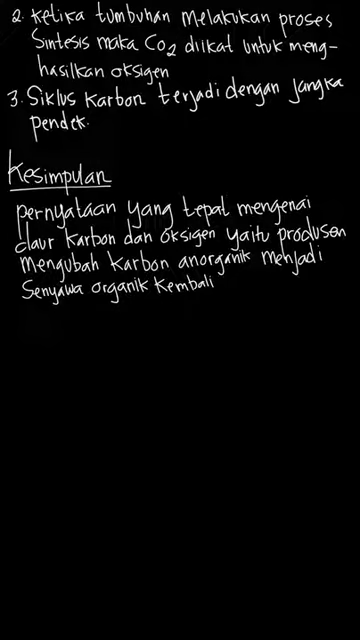 2. Ketika tumbuhan melakukan proses
Sintesis maka CO2 diikat untuk meng-
hasilkan oksigen
3. Siklus karbon terjadi dengan jangka
pendek.
Kesimpulan
pernyataan yang tepat mengenai
daur karbon dan oksigen yaitu produsen
mengubah karbon anorganik menjadi
Senyawa organik kembali